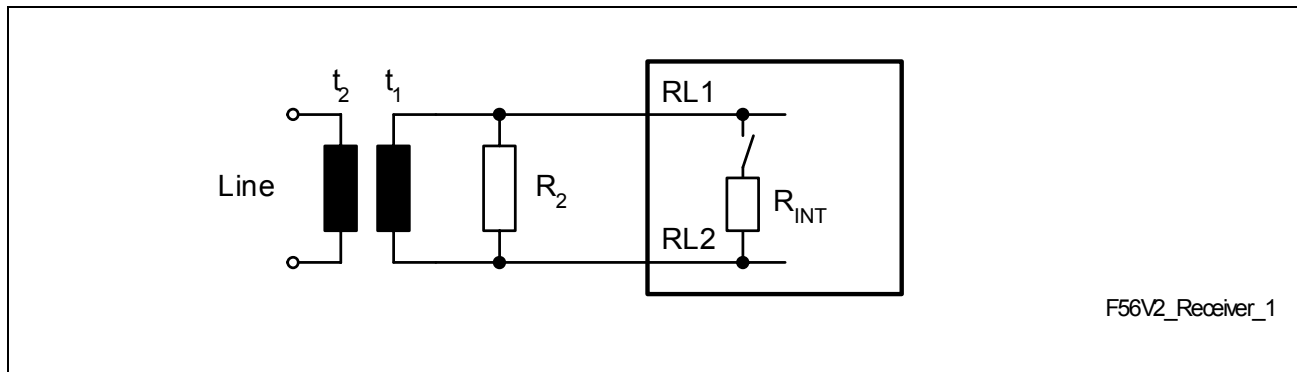 t2 t1
RL1
Line
R2
RINT
RL2
F56V2_Receiver_1